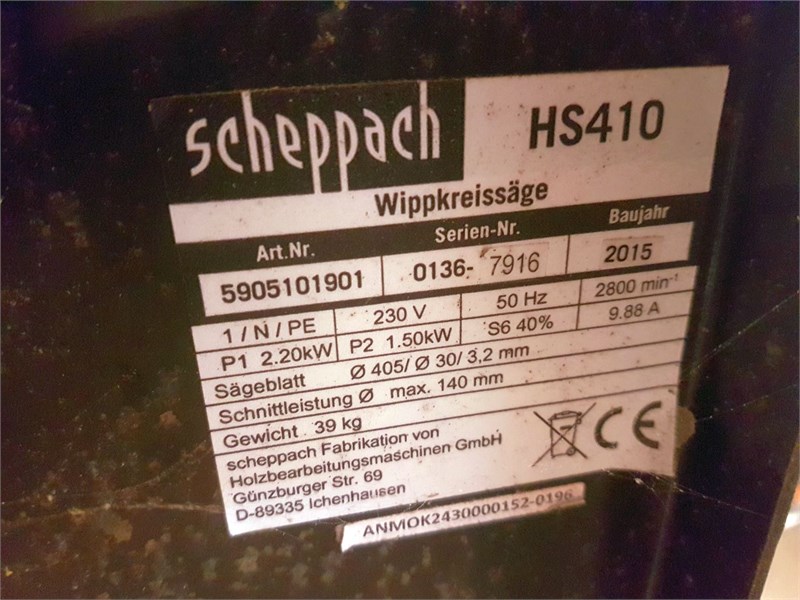 scheppach HS410
Wippkreissäge
Art.Nr. Serien-Nr. Baujahr
5905101901 0136- 7916 2015
1 / N / PE 230 V 50 Hz 2800 min⁻¹
P1 2.20kW P2 1.50kW S6 40% 9.88 A
Sägeblatt Ø 405/ Ø 30/ 3,2 mm
Schnittleistung Ø max. 140 mm
Gewicht 39 kg
scheppach Fabrikation von
Holzbearbeitungsmaschinen GmbH
Günzburger Str. 69
D-89335 Ichenhausen
CE
ANMOK2430000152-0196